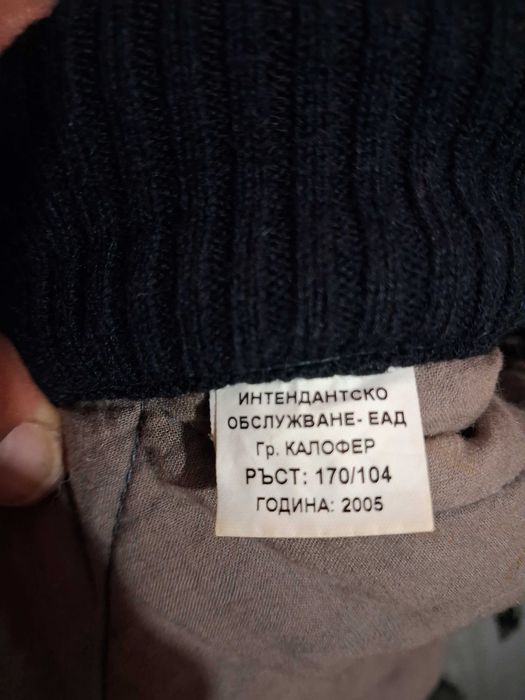 ИНТЕНДАНТСКО
ОБСЛУЖВАНЕ- ЕАД
Гр. КАЛОФЕР
РЪСТ: 170/104
ГОДИНА: 2005